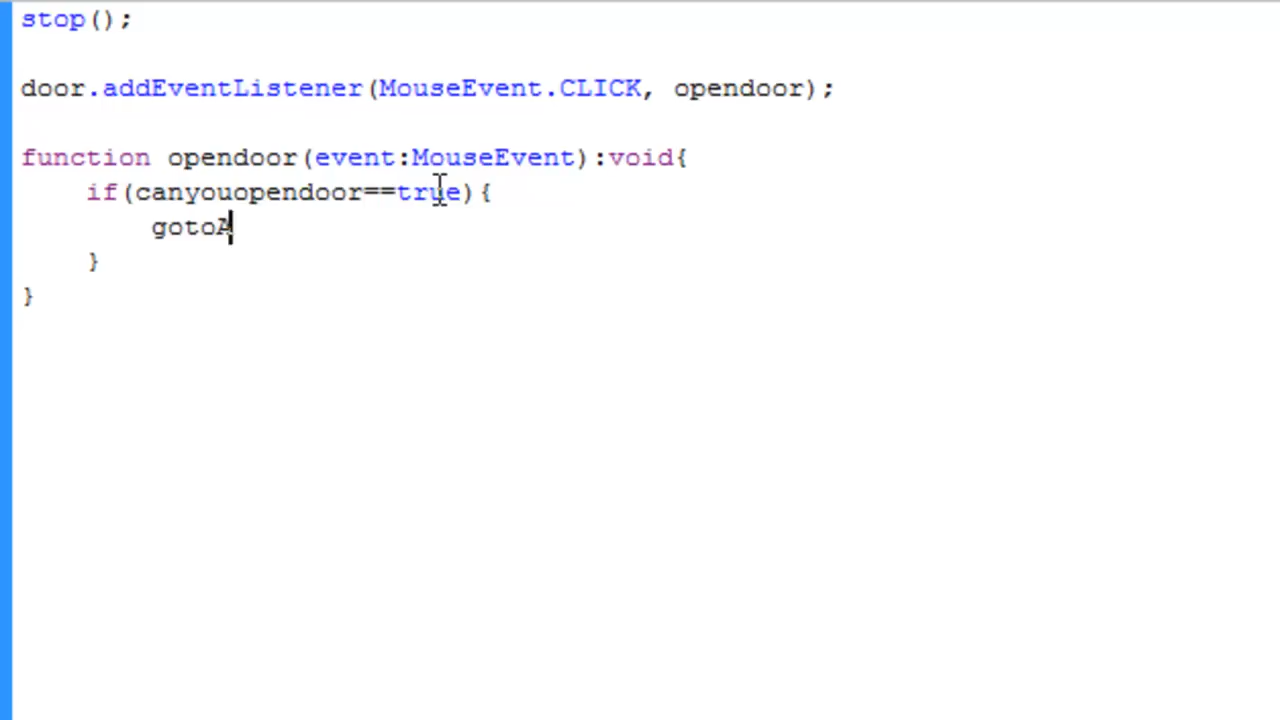 stop();
door.addEventListener(MouseEvent.CLICK, opendoor);
function opendoor(event:MouseEvent):void{
if(canyouopendoor==true){
gotoA
}
}